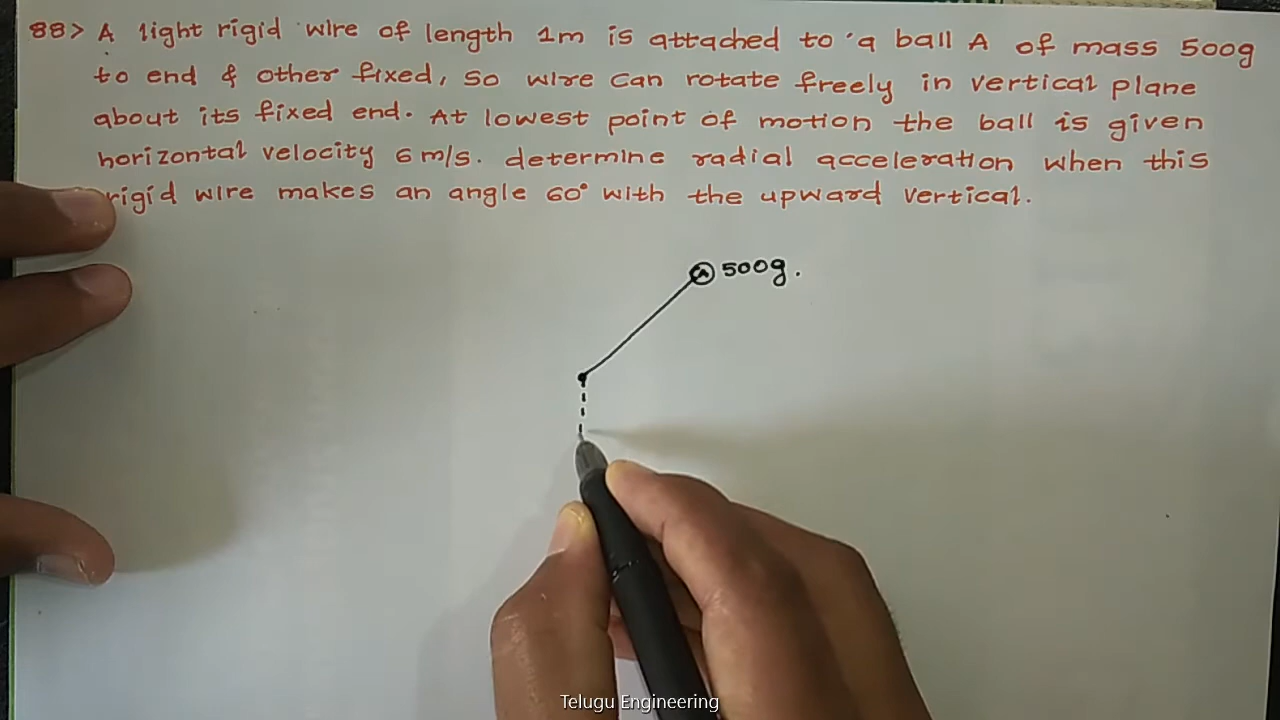 88> A light rigid wire of length 1m is attached to a ball A of mass 500g
to end & other fixed, so wire can rotate freely in vertical plane
about its fixed end. At lowest point of motion the ball is given
horizontal velocity 6m/s. determine radial acceleration when this
rigid wire makes an angle 60° with the upward vertical.
A 500g.
Telugu Engineering